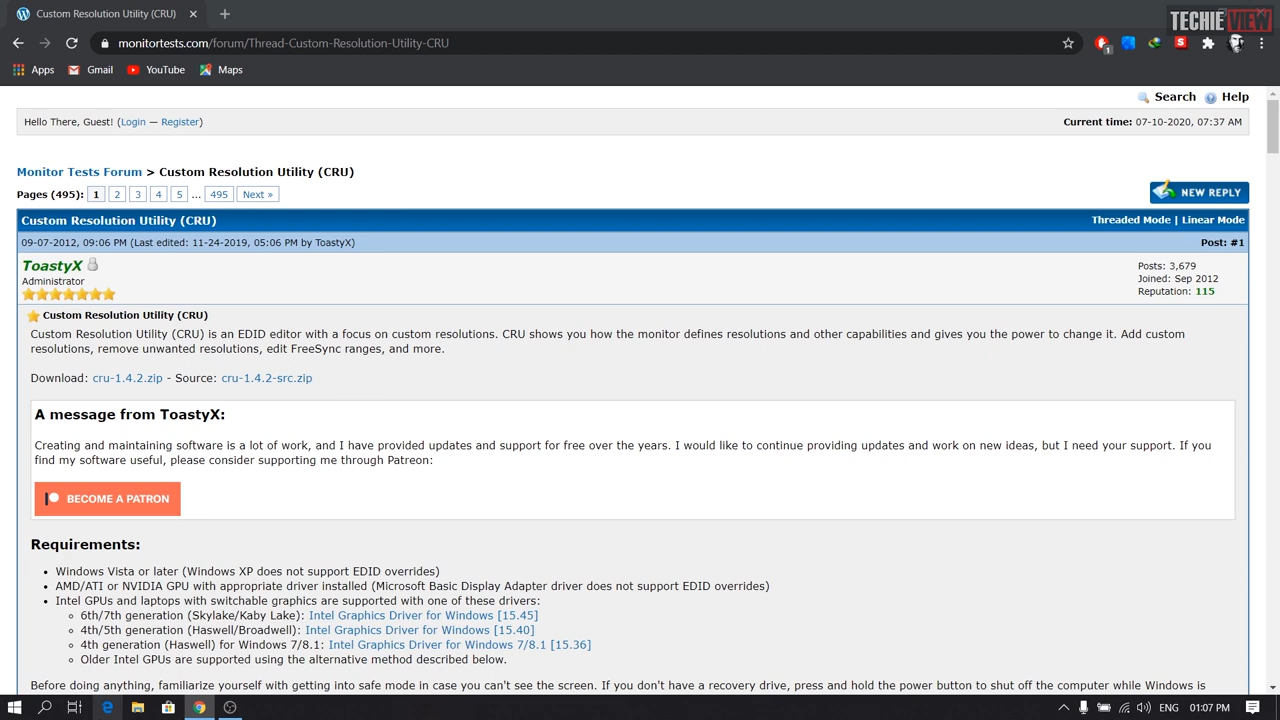 Custom Resolution Utility (CRU)
TECHIEVIEW
monitortests.com/forum/Thread-Custom-Resolution-Utility-CRU
1
Apps Gmail YouTube Maps
Search Help
Hello There, Guest! (Login — Register) Current time: 07-10-2020, 07:37 AM
Monitor Tests Forum > Custom Resolution Utility (CRU)
Pages (495): 1 2 3 4 5 ... 495 Next » NEW REPLY
Custom Resolution Utility (CRU) Threaded Mode | Linear Mode
09-07-2012, 09:06 PM (Last edited: 11-24-2019, 05:06 PM by ToastyX) Post: #1
ToastyX Posts: 3,679
Administrator Joined: Sep 2012
Reputation: 115
Custom Resolution Utility (CRU)
Custom Resolution Utility (CRU) is an EDID editor with a focus on custom resolutions. CRU shows you how the monitor defines resolutions and other capabilities and gives you the power to change it. Add custom
resolutions, remove unwanted resolutions, edit FreeSync ranges, and more.
Download: cru-1.4.2.zip - Source: cru-1.4.2-src.zip
A message from ToastyX:
Creating and maintaining software is a lot of work, and I have provided updates and support for free over the years. I would like to continue providing updates and work on new ideas, but I need your support. If you
find my software useful, please consider supporting me through Patreon:
BECOME A PATRON
Requirements:
• Windows Vista or later (Windows XP does not support EDID overrides)
• AMD/ATI or NVIDIA GPU with appropriate driver installed (Microsoft Basic Display Adapter driver does not support EDID overrides)
• Intel GPUs and laptops with switchable graphics are supported with one of these drivers:
6th/7th generation (Skylake/Kaby Lake): Intel Graphics Driver for Windows [15.45]
4th/5th generation (Haswell/Broadwell): Intel Graphics Driver for Windows [15.40]
4th generation (Haswell) for Windows 7/8.1: Intel Graphics Driver for Windows 7/8.1 [15.36]
Older Intel GPUs are supported using the alternative method described below.
Before doing anything, familiarize yourself with getting into safe mode in case you can't see the screen. If you don't have a recovery drive, press and hold the power button to shut off the computer while Windows is
ENG 01:07 PM